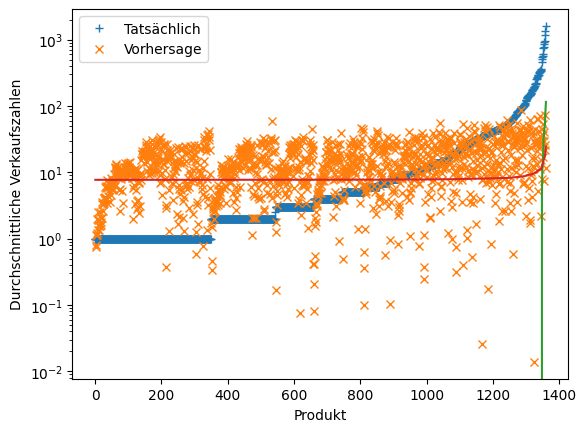 Tatsächlich
Vorhersage
Durchschnittliche Verkaufszahlen
10³
10²
10¹
10⁰
10⁻¹
10⁻²
0 200 400 600 800 1000 1200 1400
Produkt